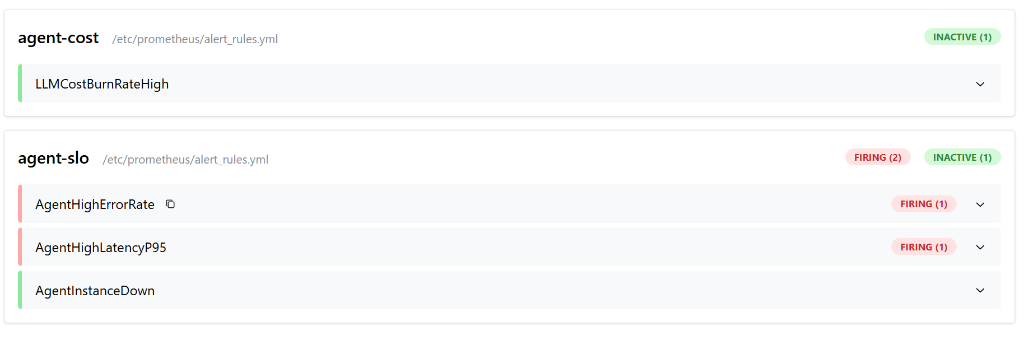 agent-cost /etc/prometheus/alert_rules.yml INACTIVE (1)
LLMCostBurnRateHigh
agent-slo /etc/prometheus/alert_rules.yml FIRING (2) INACTIVE (1)
AgentHighErrorRate FIRING (1)
AgentHighLatencyP95 FIRING (1)
AgentInstanceDown